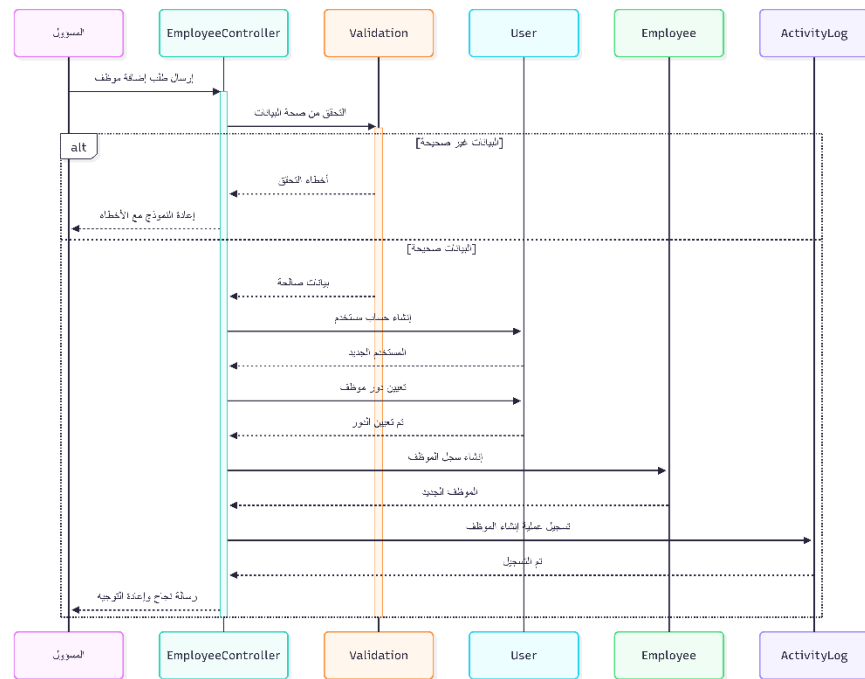 المسؤول
EmployeeController
Validation
User
Employee
ActivityLog
إرسال طلب إضافة موظف
التحقق من صحة البيانات
alt
[البيانات غير صحيحة]
أخطاء التحقق
إعادة النموذج مع الأخطاء
[البيانات صحيحة]
بيانات صالحة
إنشاء حساب مستخدم
المستخدم الجديد
تعيين دور موظف
تم تعيين الدور
إنشاء سجل الموظف
الموظف الجديد
تسجيل عملية إنشاء الموظف
تم التسجيل
رسالة نجاح وإعادة التوجيه
المسؤول
EmployeeController
Validation
User
Employee
ActivityLog